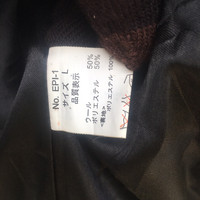 No. EPI-1
サイズ L
品質表示
ウール 50%
ポリエステル 50%
<裏地>
ポリエステル 100%